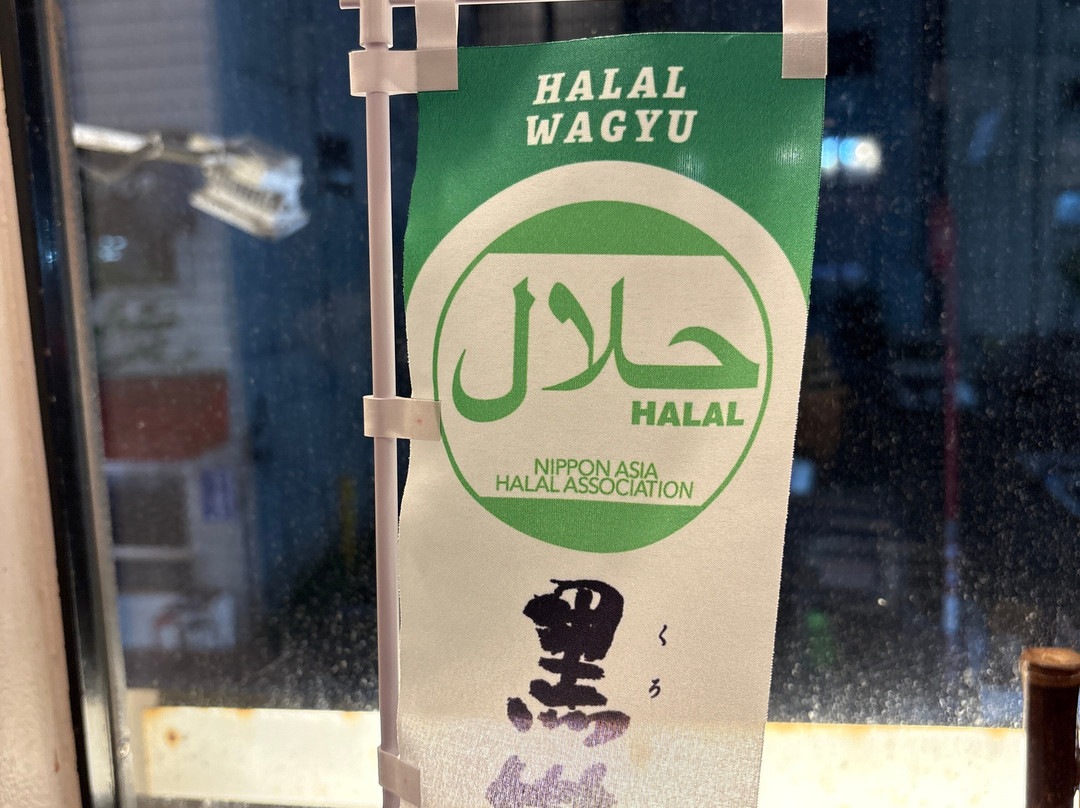 HALAL
WAGYU
حلال
HALAL
NIPPON ASIA
HALAL ASSOCIATION
黒
くろ